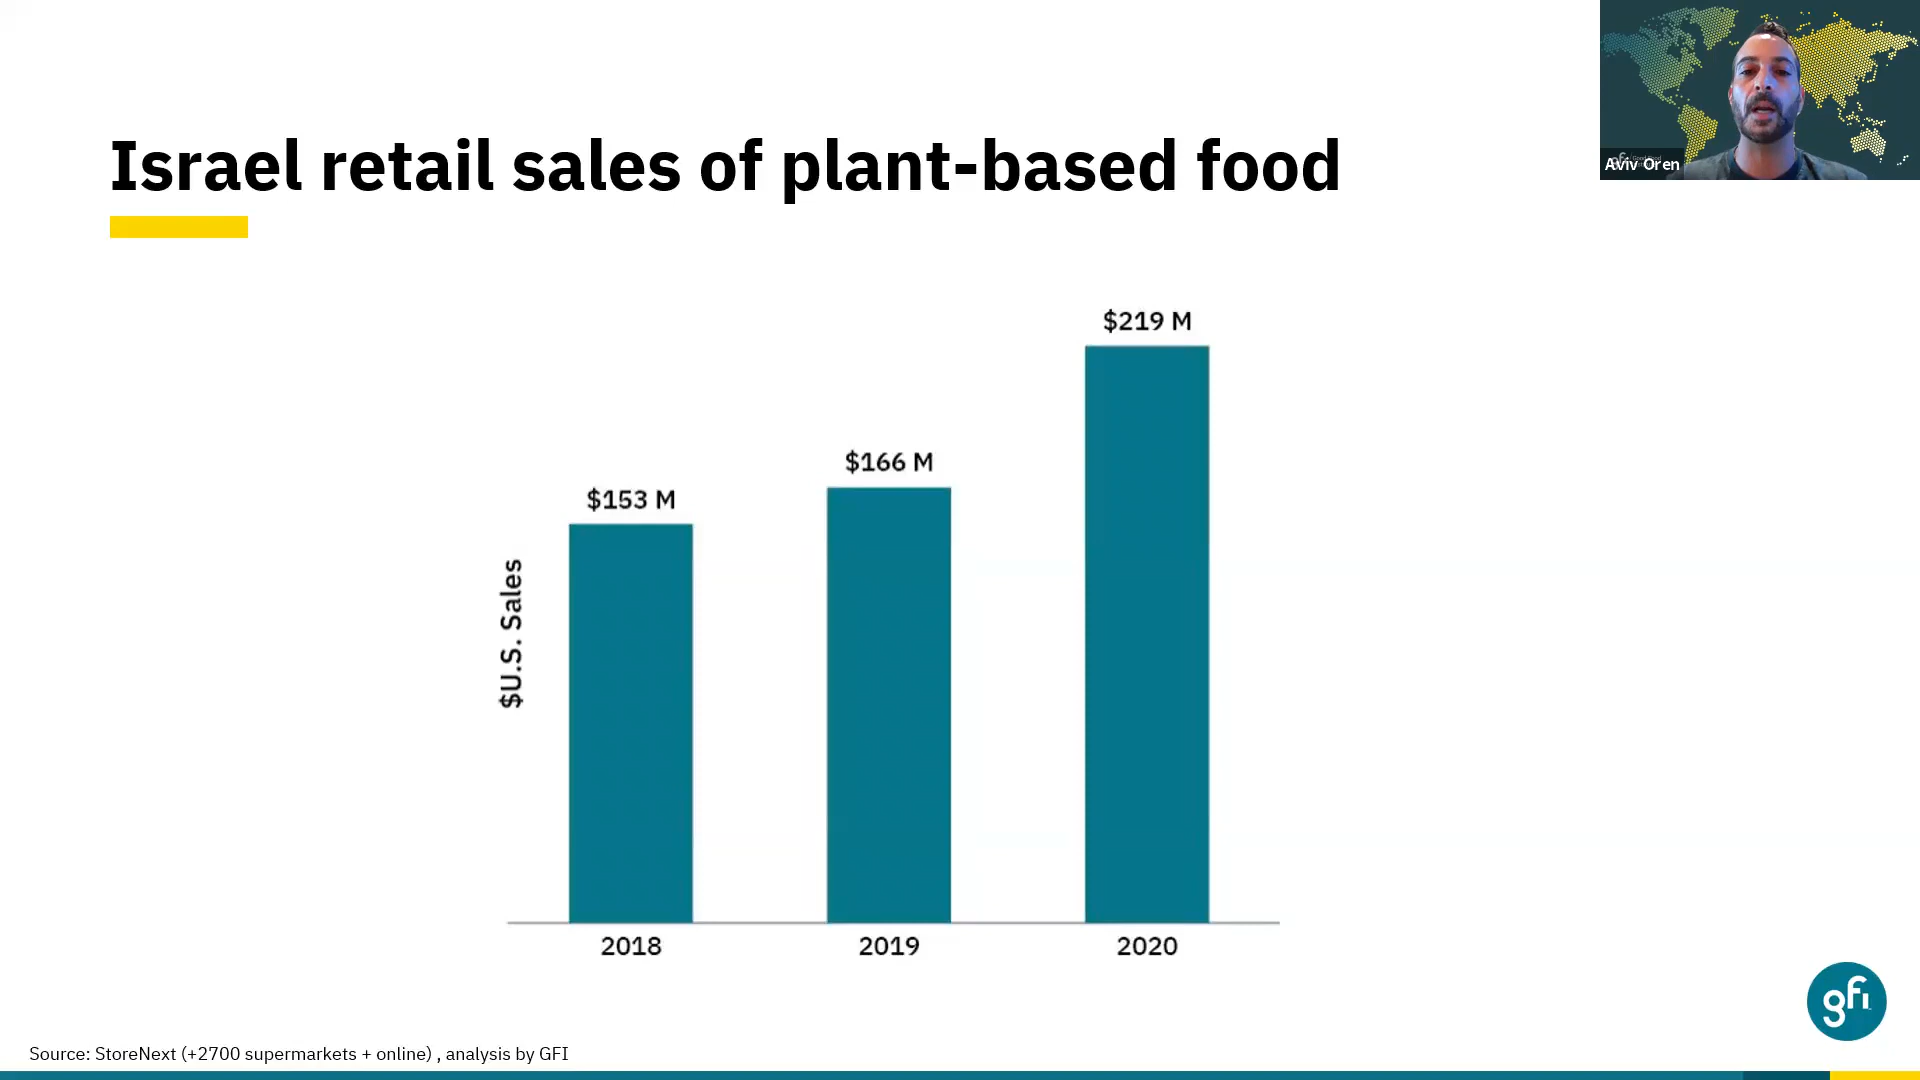 Israel retail sales of plant-based food
Aviv Oren
$219 M
$166 M
$153 M
$U.S. Sales
2018 2019 2020
gfi
Source: StoreNext (+2700 supermarkets + online) , analysis by GFI